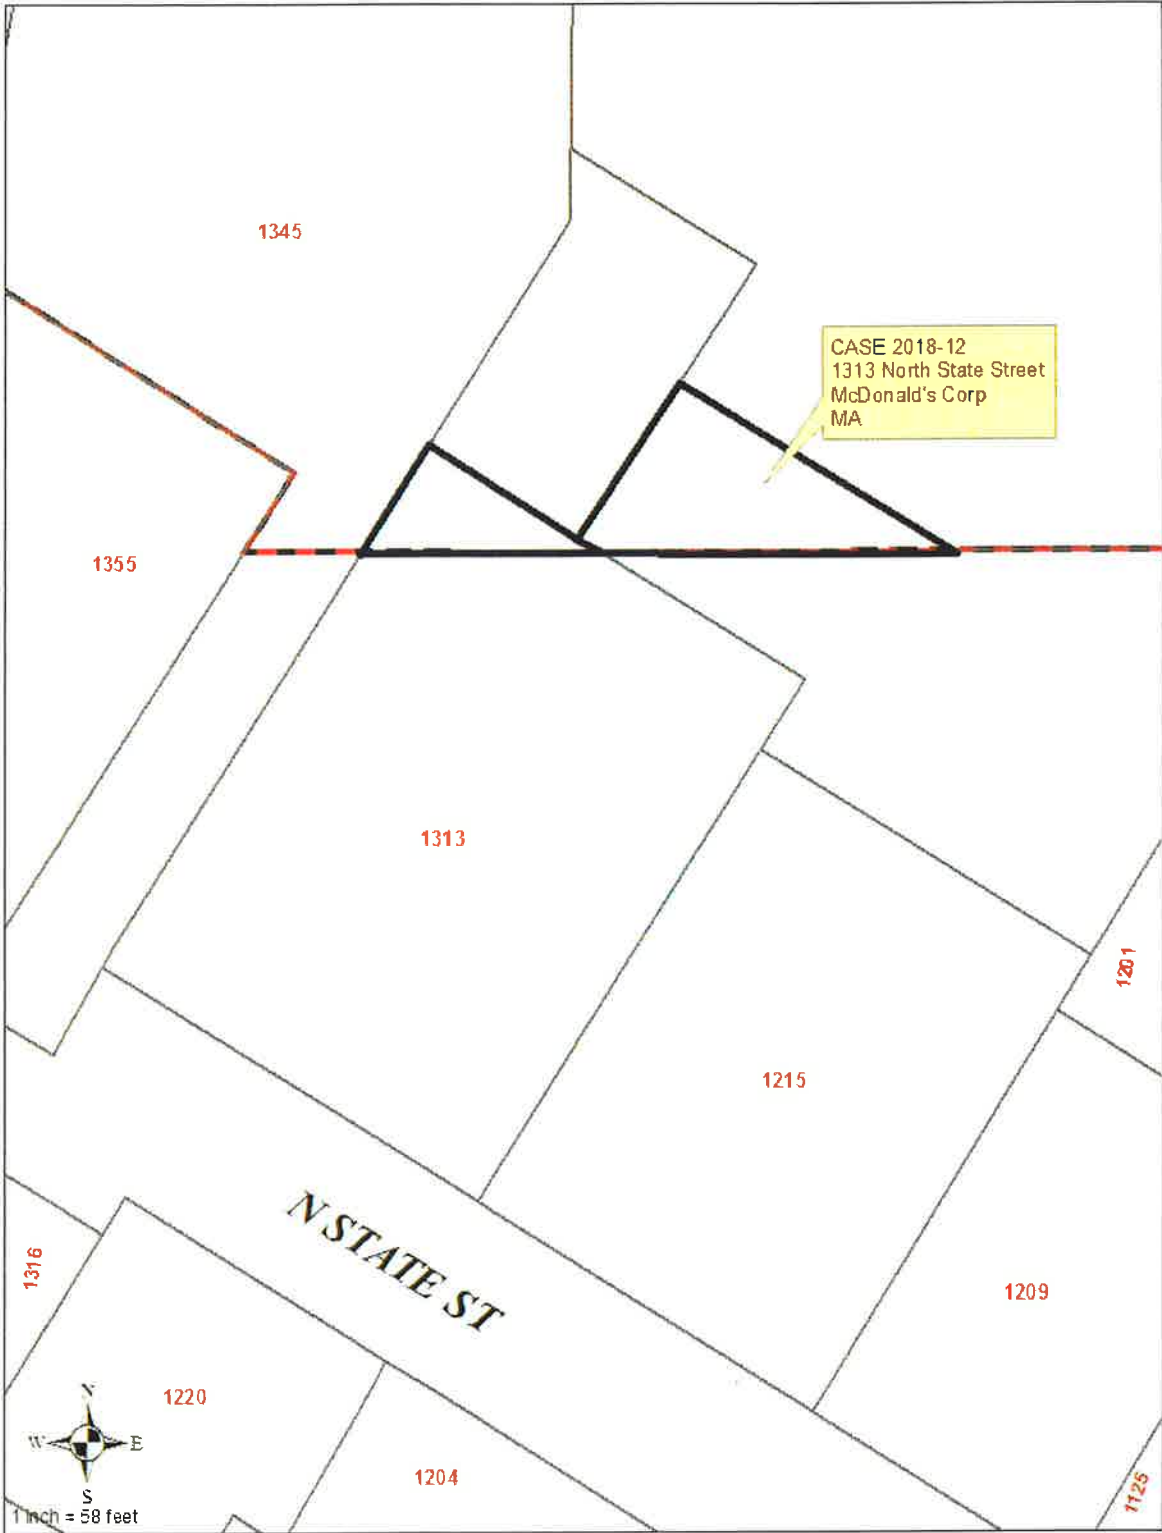 1345
CASE 2018-12
1313 North State Street
McDonald's Corp
MA
1355
1313
1201
1215
N STATE ST
1316
1209
1220
N
W E
S
1204
1125
1 inch = 58 feet